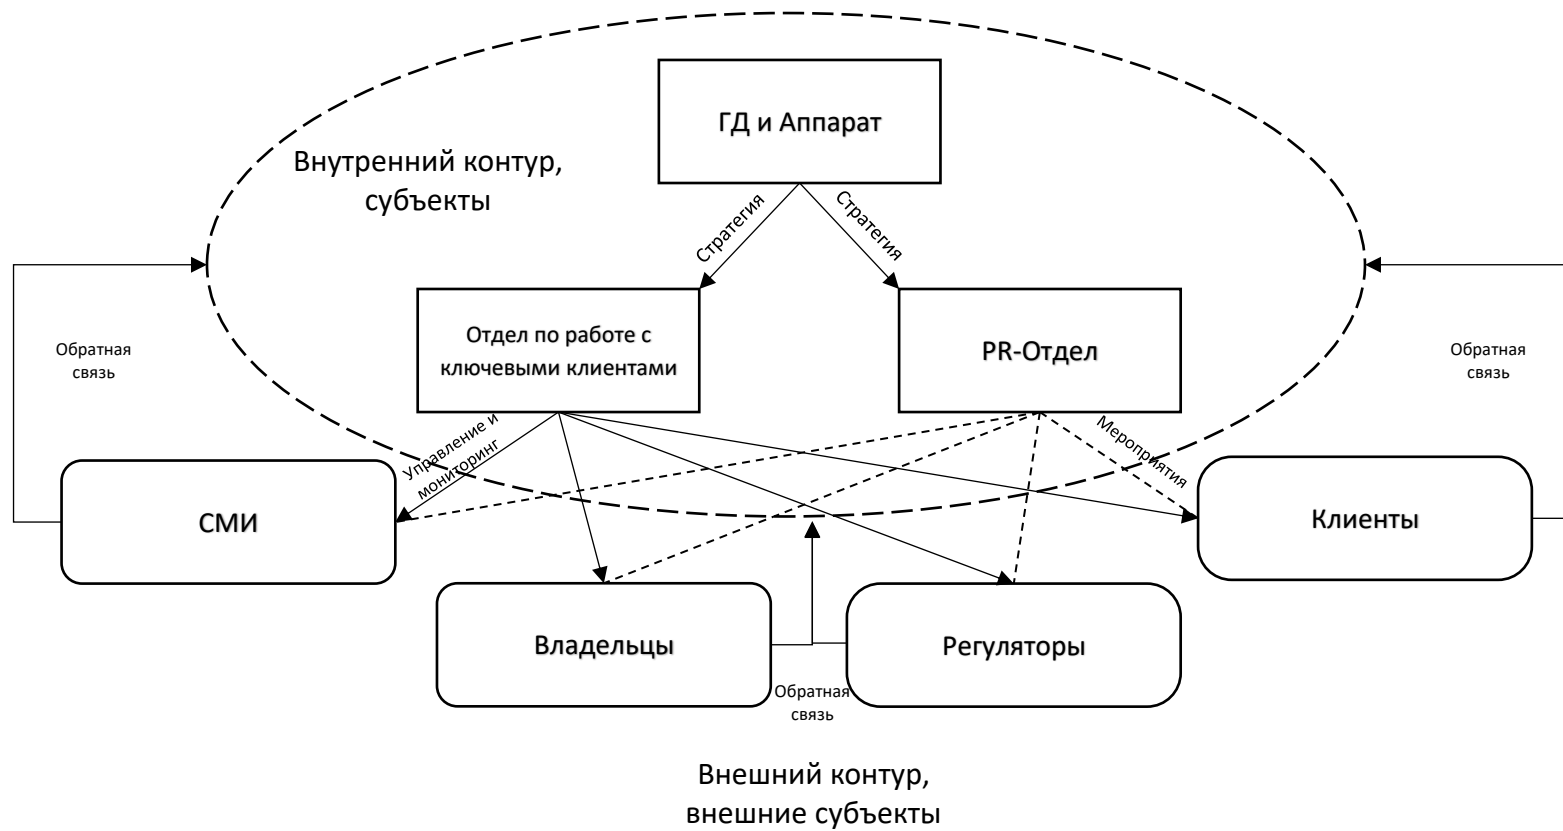 ГД и Аппарат
Внутренний контур,
субъекты
Стратегия
Стратегия
Отдел по работе с
ключевыми клиентами
PR-Отдел
Обратная
связь
Обратная
связь
Управление и
мониторинг
Мероприятия
СМИ
Клиенты
Владельцы
Регуляторы
Обратная
связь
Внешний контур,
внешние субъекты